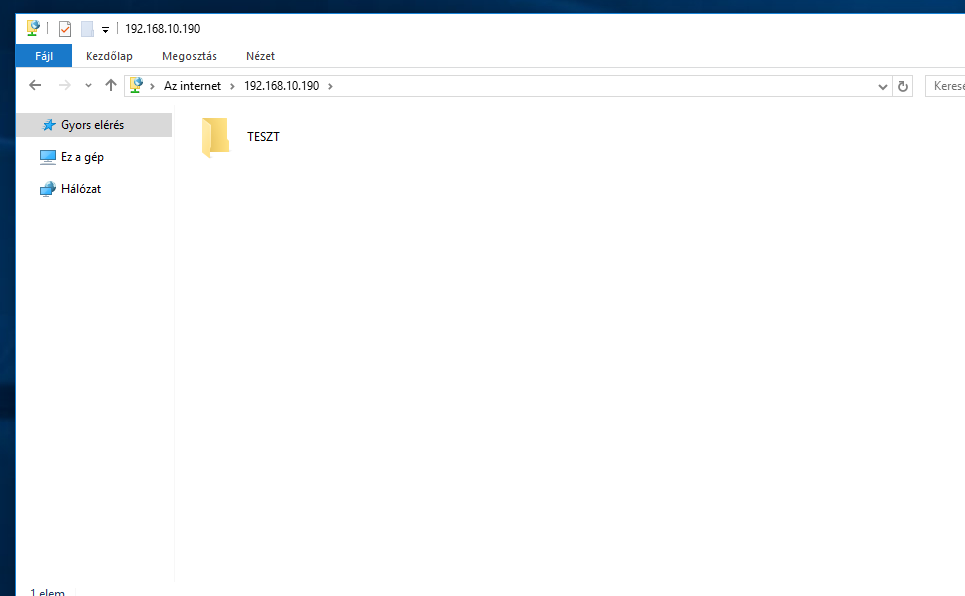 192.168.10.190
Fájl Kezdőlap Megosztás Nézet
Az internet 192.168.10.190
Gyors elérés
TESZT
Ez a gép
Hálózat
1 elem